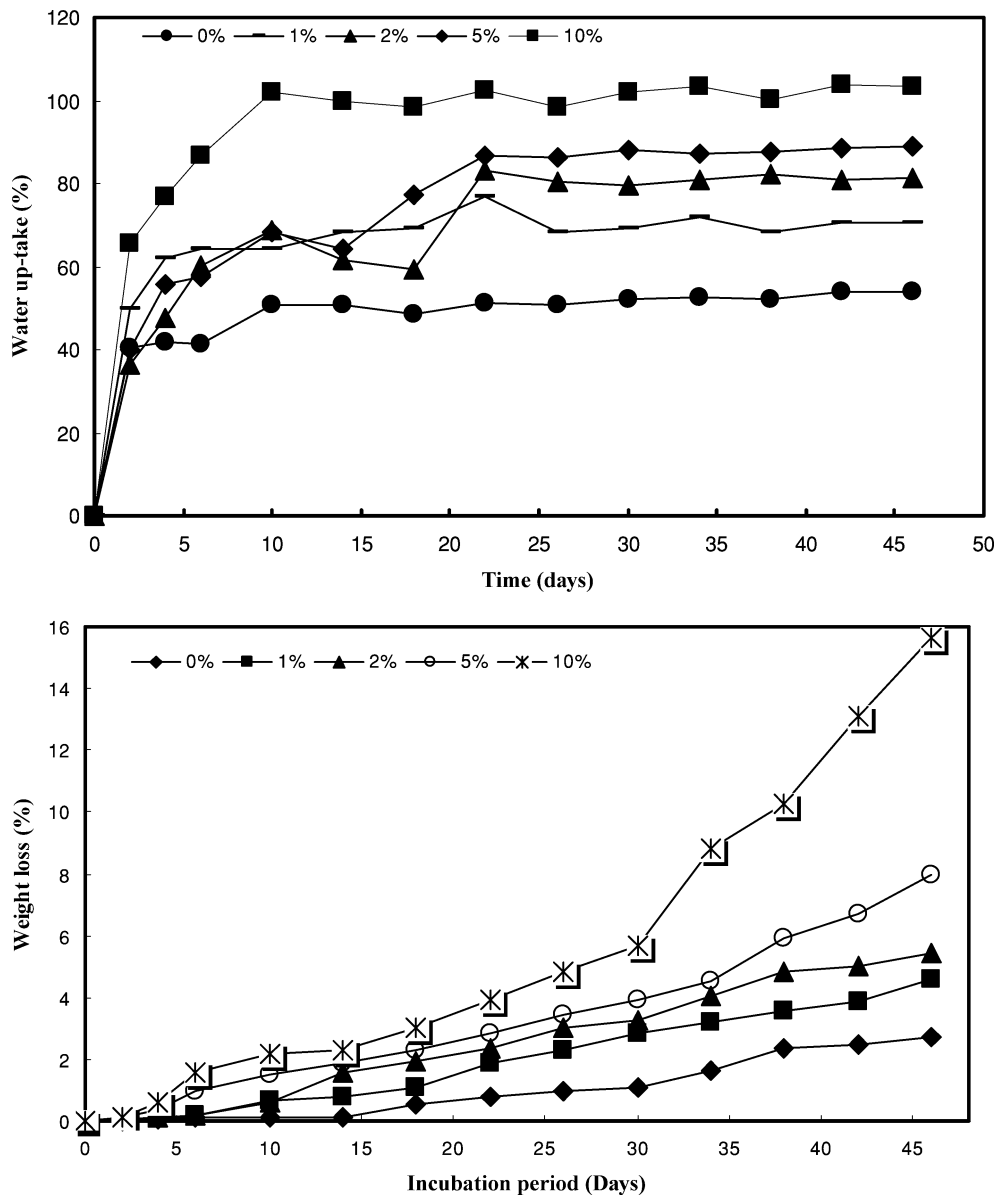 120
0% 1% 2% 5% 10%
100
80
60
40
20
0
Water up-take (%)
0 5 10 15 20 25 30 35 40 45 50
Time (days)
16
0% 1% 2% 5% 10%
14
12
10
8
6
4
2
0
Weight loss (%)
0 5 10 15 20 25 30 35 40 45
Incubation period (Days)